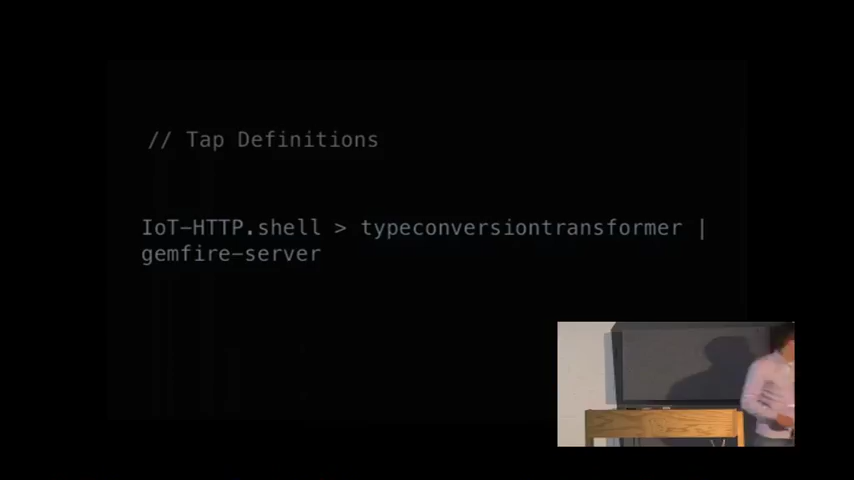 // Tap Definitions
IoT-HTTP.shell > typeconversiontransformer |
gemfire-server